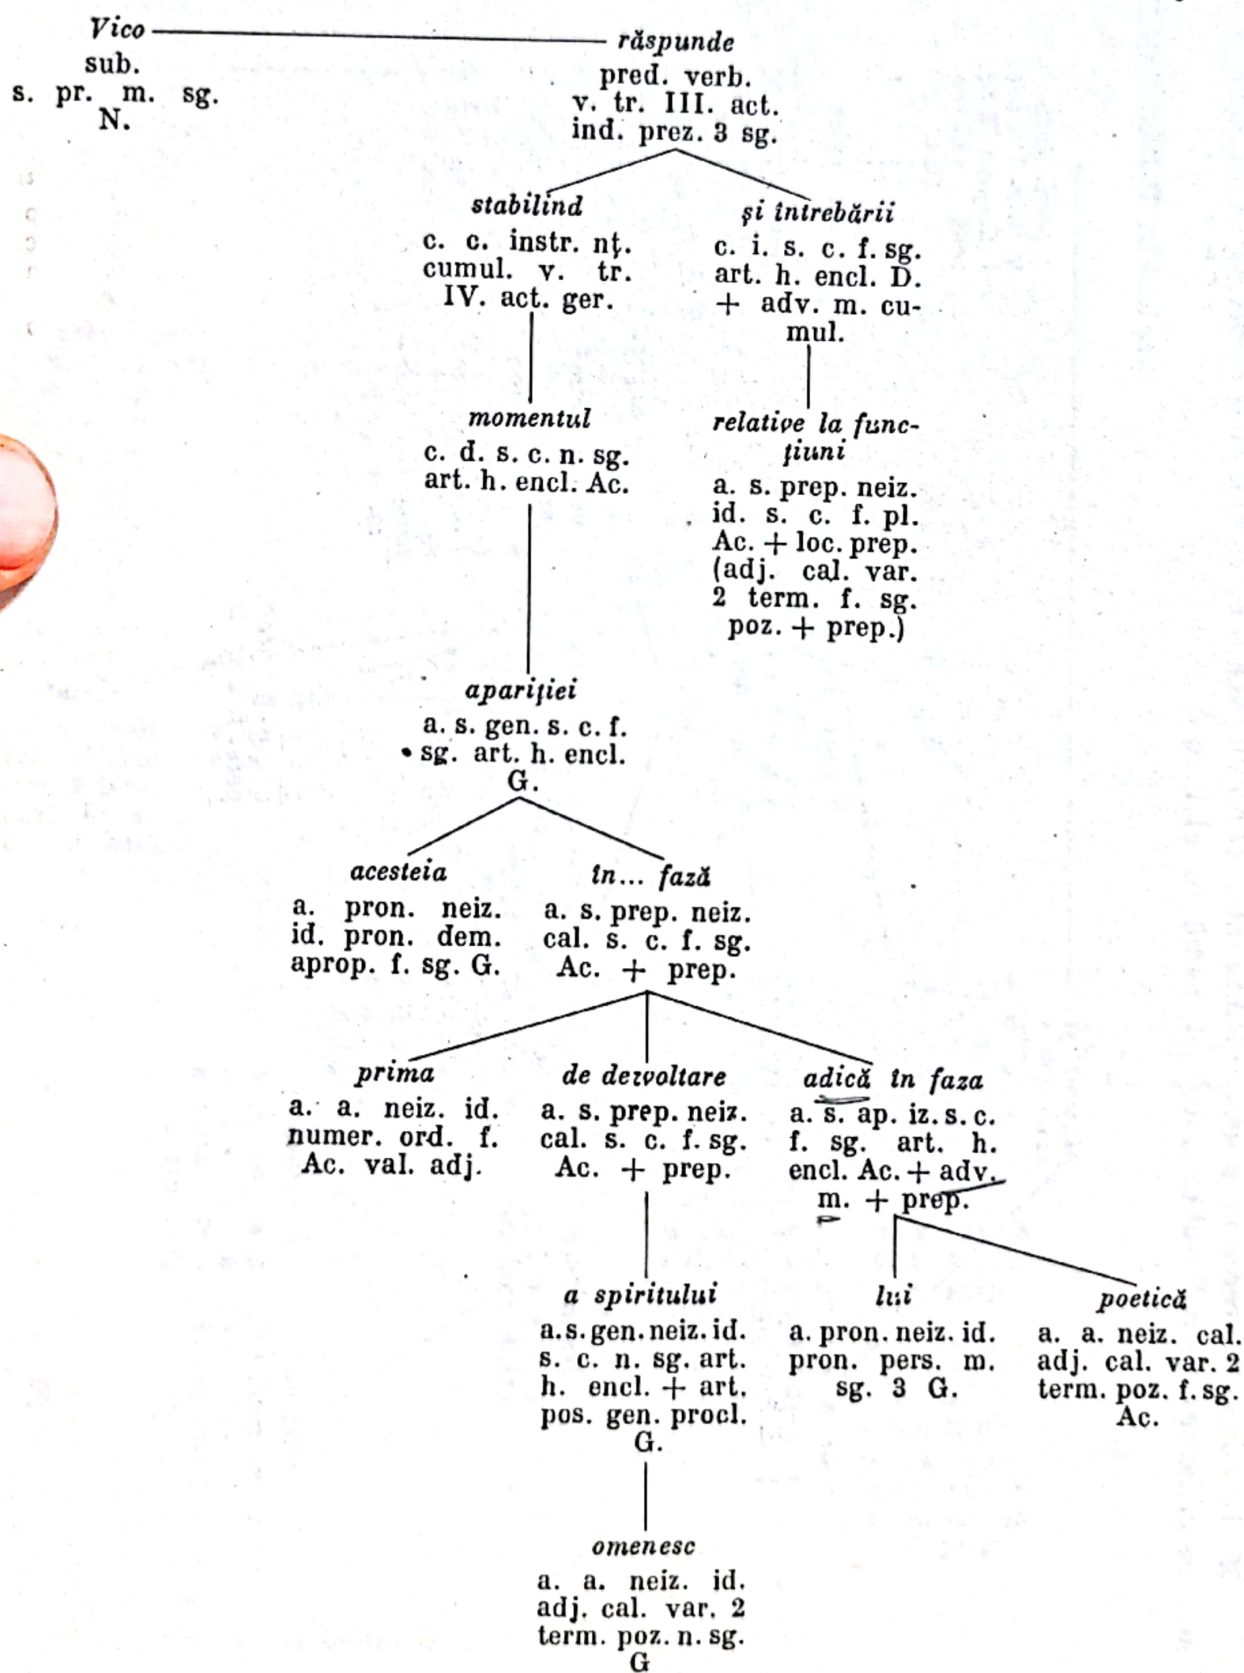 Vico
sub.
s. pr. m. sg.
N.
răspunde
pred. verb.
v. tr. III. act.
ind. prez. 3 sg.
stabilind
c. c. instr. nţ.
cumul. v. tr.
IV. act. ger.
şi întrebării
c. i. s. c. f. sg.
art. h. encl. D.
+ adv. m. cu-
mul.
momentul
c. d. s. c. n. sg.
art. h. encl. Ac.
relative la func-
ţiuni
a. s. prep. neiz.
id. s. c. f. pl.
Ac. + loc. prep.
(adj. cal. var.
2 term. f. sg.
poz. + prep.)
apariţiei
a. s. gen. s. c. f.
sg. art. h. encl.
G.
acesteia
a. pron. neiz.
id. pron. dem.
aprop. f. sg. G.
în... fază
a. s. prep. neiz.
cal. s. c. f. sg.
Ac. + prep.
prima
a. a. neiz. id.
numer. ord. f.
Ac. val. adj.
de dezvoltare
a. s. prep. neiz.
cal. s. c. f. sg.
Ac. + prep.
adică în faza
a. s. ap. iz. s. c.
f. sg. art. h.
encl. Ac. + adv.
m. + prep.
a spiritului
a. s. gen. neiz. id.
s. c. n. sg. art.
h. encl. + art.
pos. gen. procl.
G.
lui
a. pron. neiz. id.
pron. pers. m.
sg. 3 G.
poetică
a. a. neiz. cal.
adj. cal. var. 2
term. poz. f. sg.
Ac.
omenesc
a. a. neiz. id.
adj. cal. var. 2
term. poz. n. sg.
G